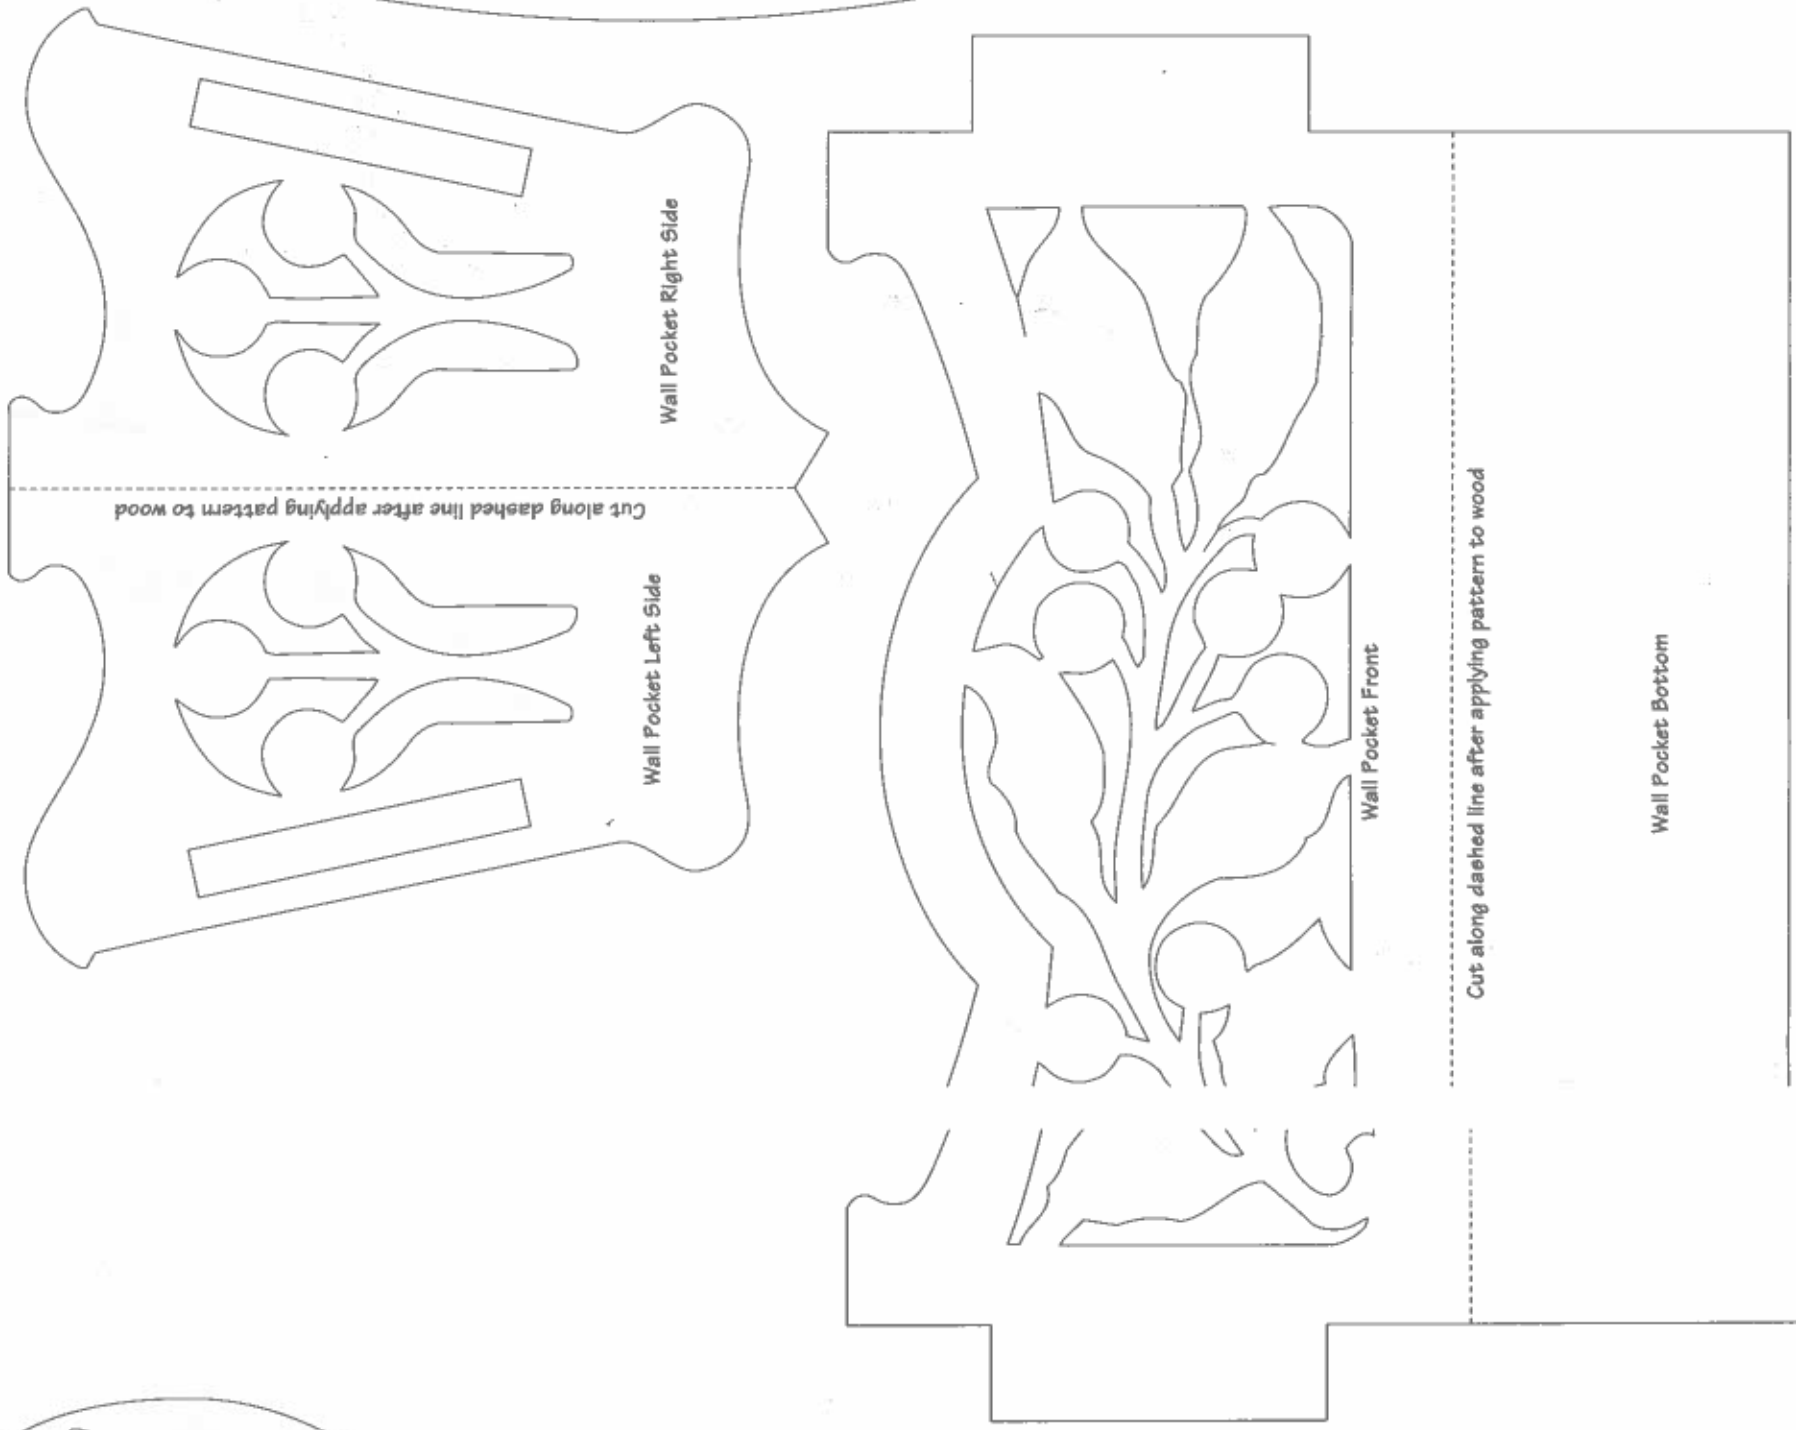 Wall Pocket Right Side
Cut along dashed line after applying pattern to wood
Wall Pocket Left Side
Wall Pocket Front
Cut along dashed line after applying pattern to wood
Wall Pocket Bottom